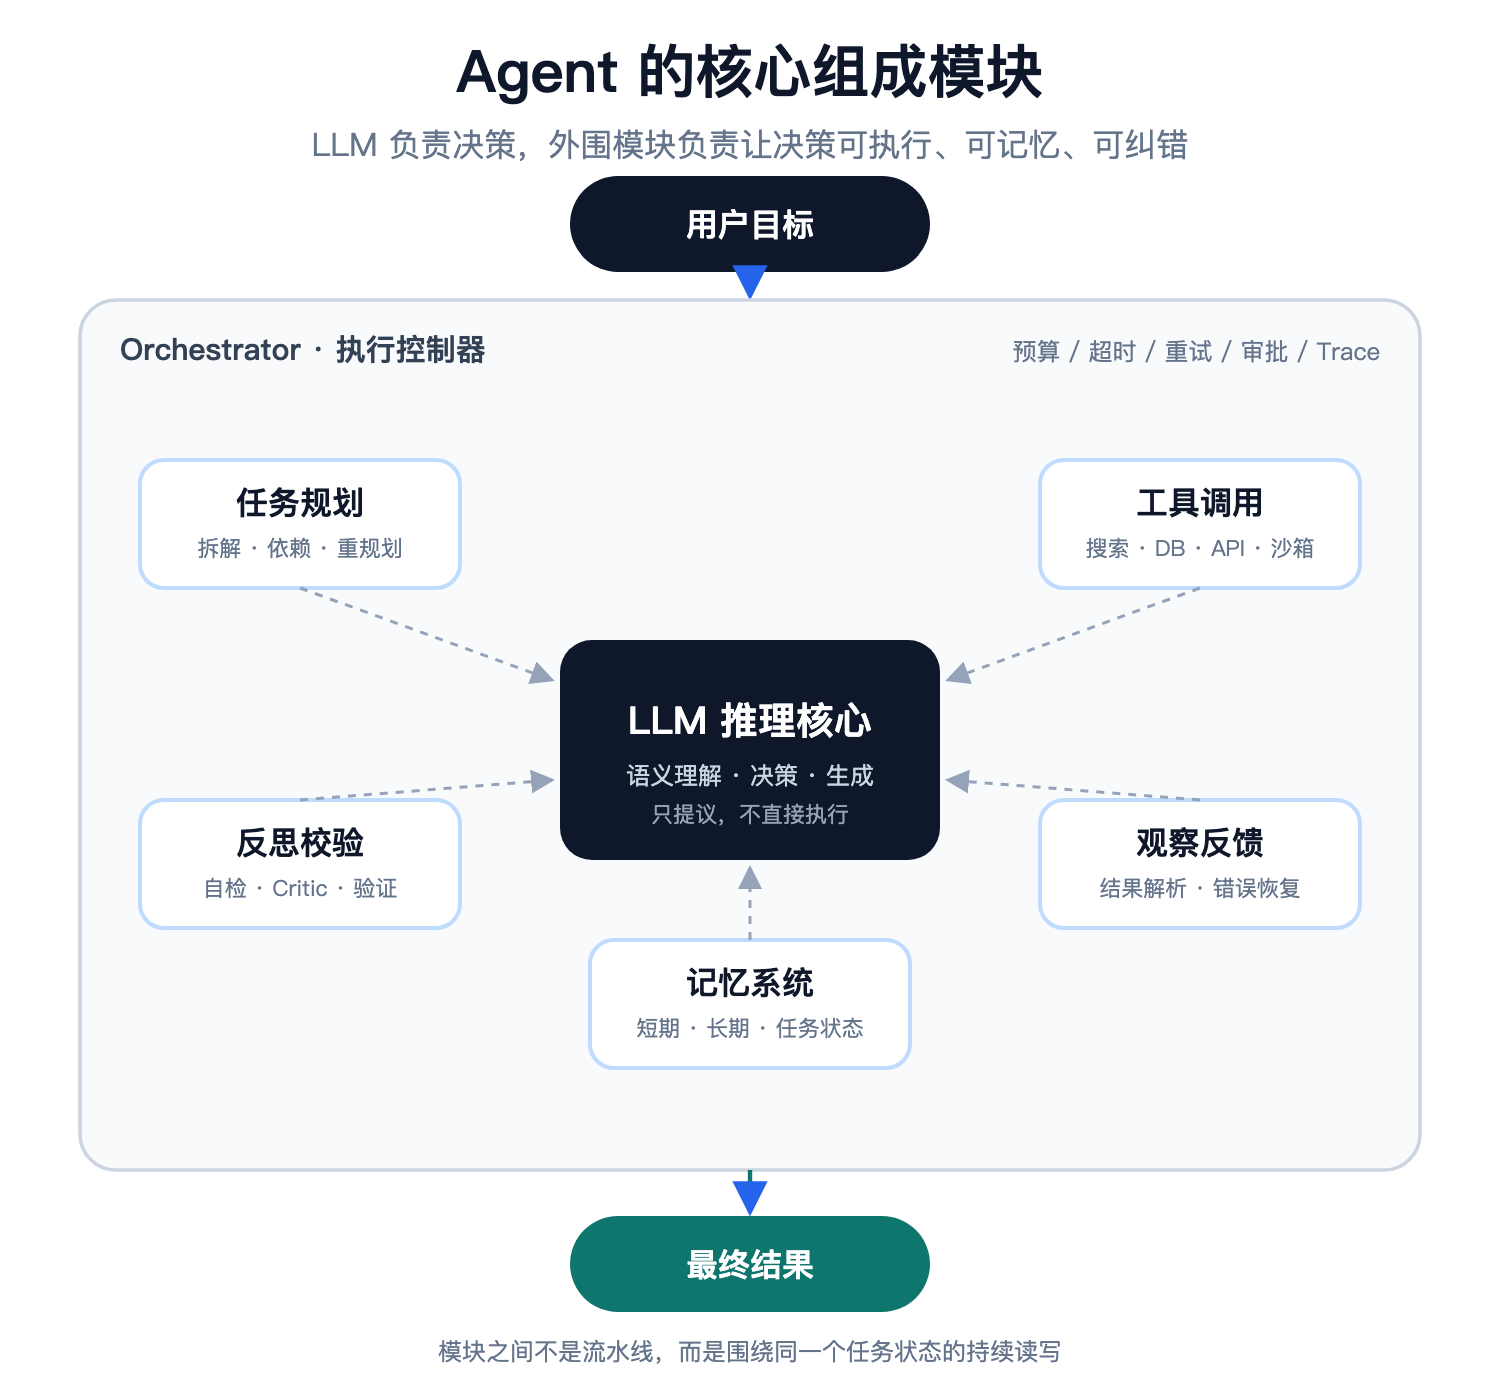 Agent 的核心组成模块
LLM 负责决策，外围模块负责让决策可执行、可记忆、可纠错
用户目标
Orchestrator · 执行控制器
预算 / 超时 / 重试 / 审批 / Trace
任务规划
拆解 · 依赖 · 重规划
工具调用
搜索 · DB · API · 沙箱
LLM 推理核心
语义理解 · 决策 · 生成
只提议，不直接执行
反思校验
自检 · Critic · 验证
观察反馈
结果解析 · 错误恢复
记忆系统
短期 · 长期 · 任务状态
最终结果
模块之间不是流水线，而是围绕同一个任务状态的持续读写